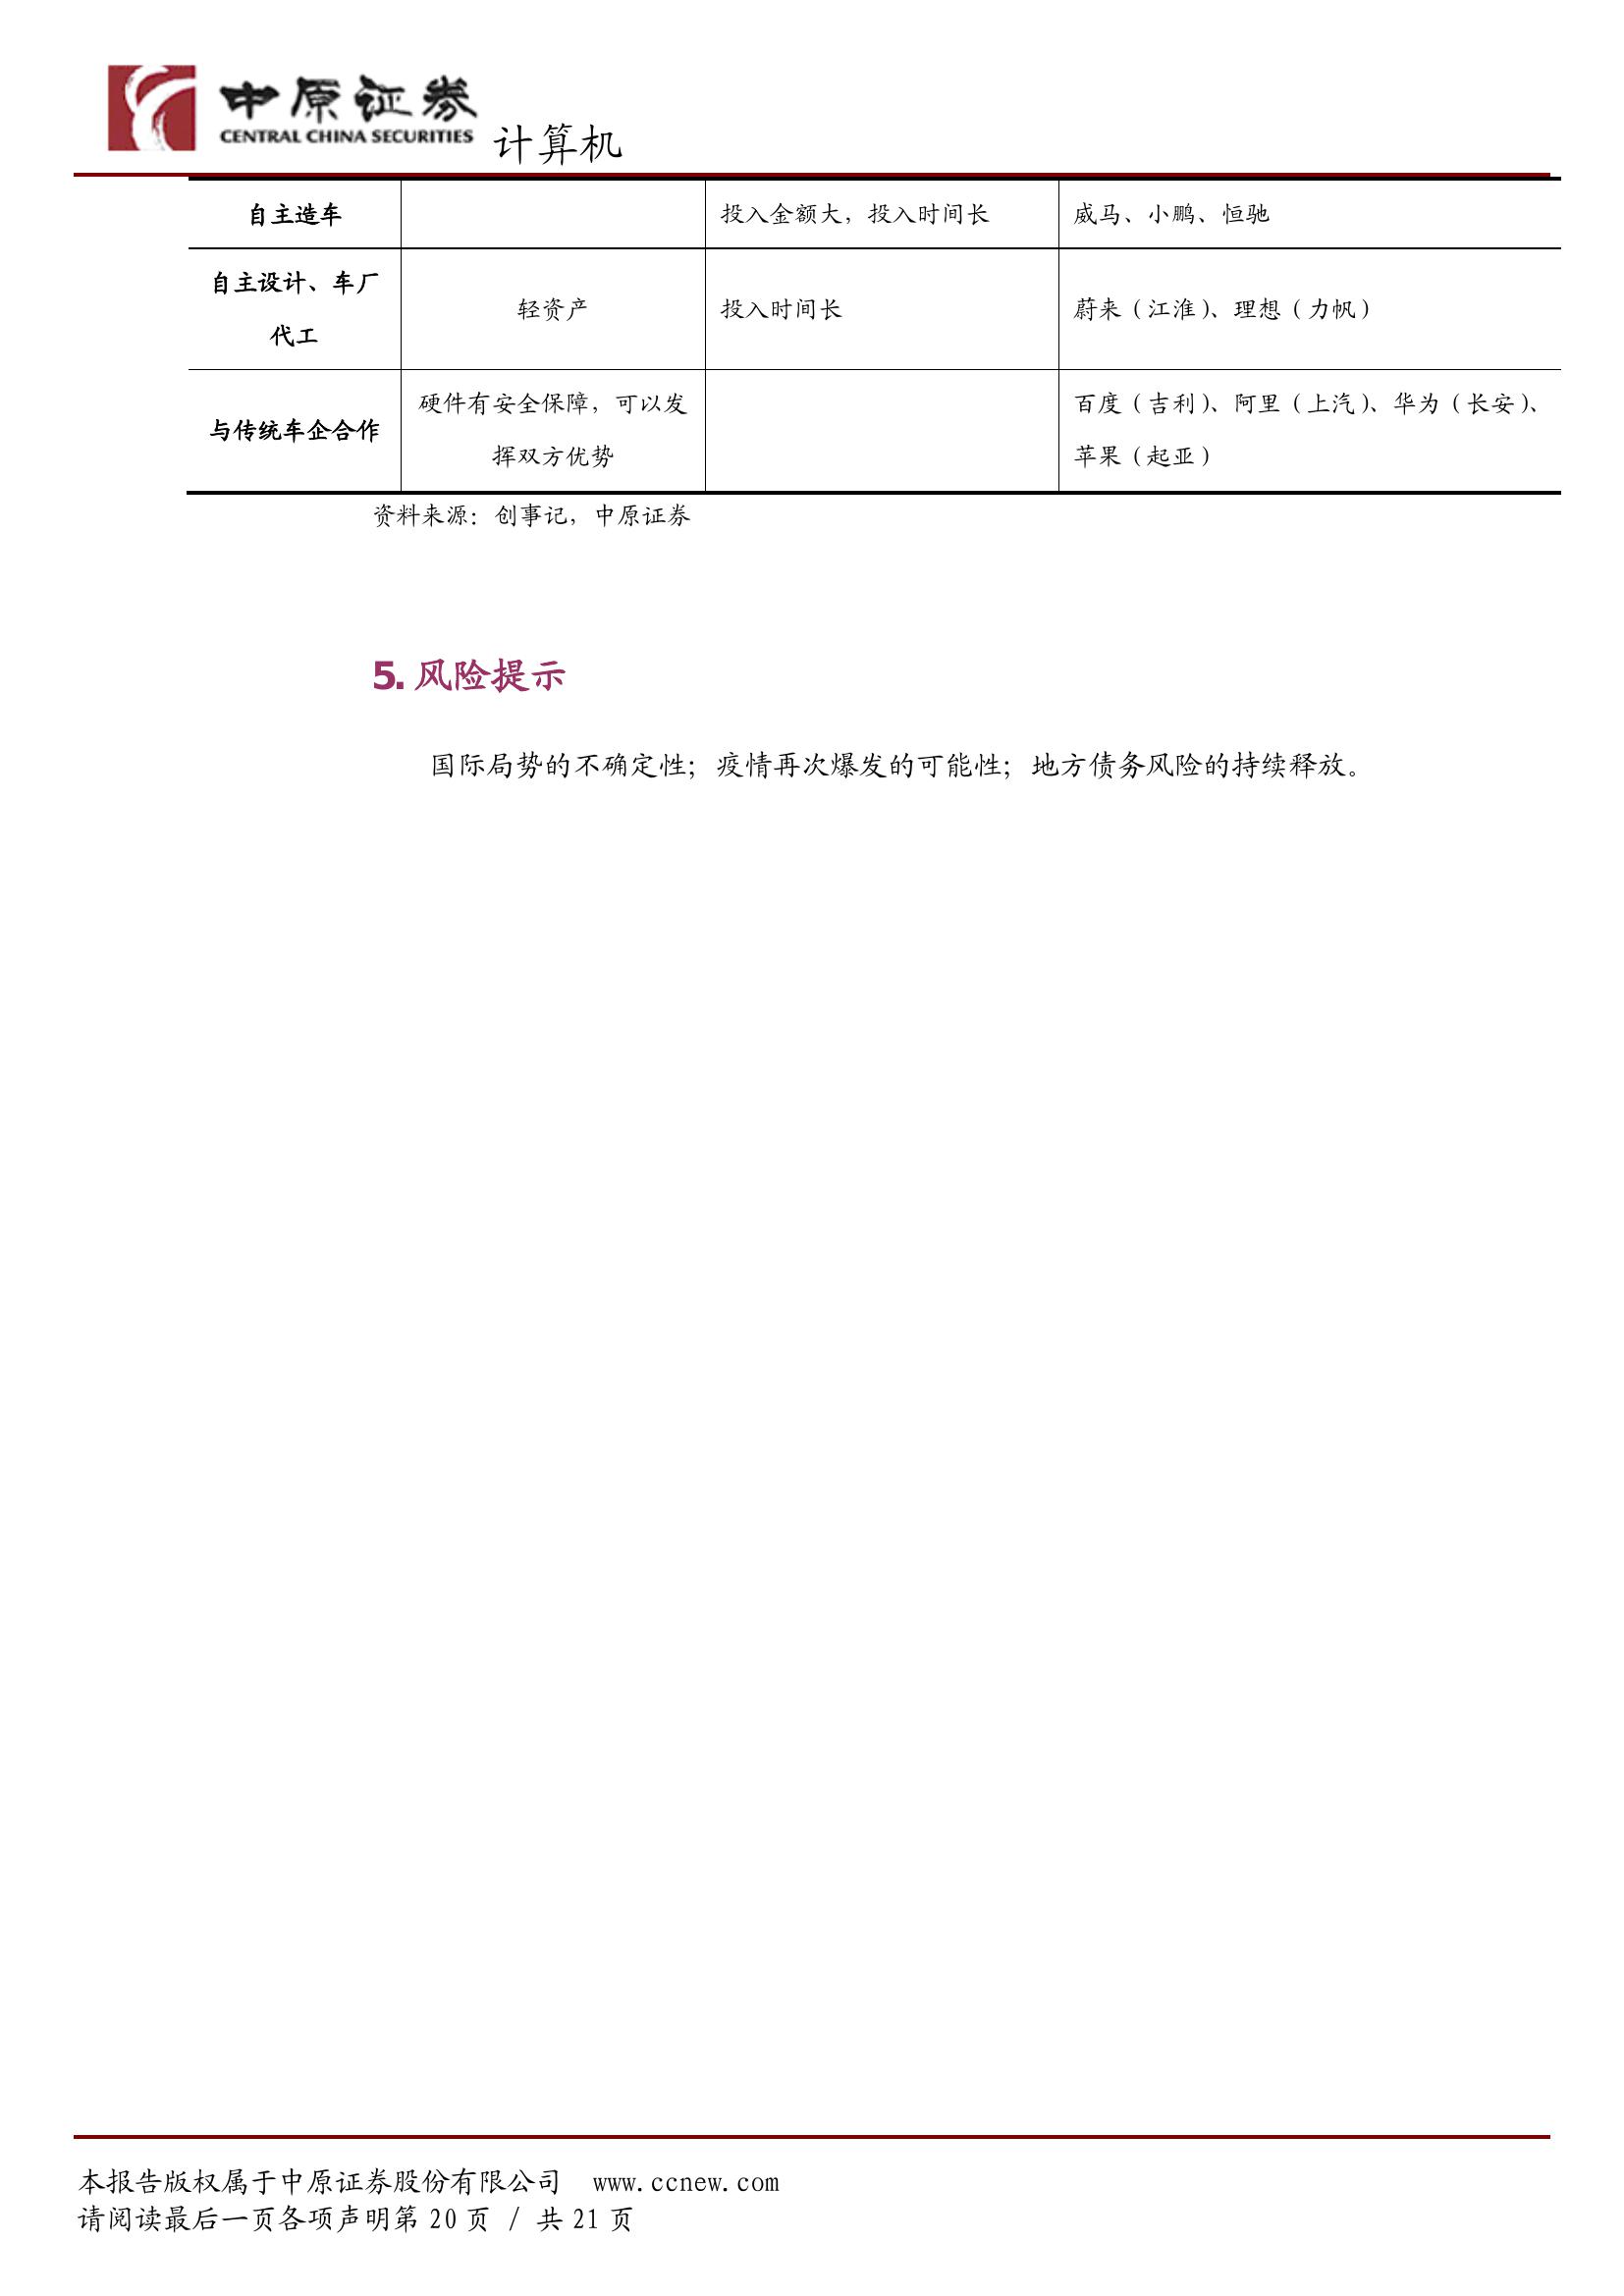 中原证券
CENTRAL CHINA SECURITIES
计算机
自主造车 投入金额大，投入时间长 威马、小鹏、恒驰
自主设计、车厂
代工
轻资产 投入时间长 蔚来（江淮）、理想（力帆）
与传统车企合作
硬件有安全保障，可以发
挥双方优势
百度（吉利）、阿里（上汽）、华为（长安）、
苹果（起亚）
资料来源：创事记，中原证券
5. 风险提示
国际局势的不确定性；疫情再次爆发的可能性；地方债务风险的持续释放。
本报告版权属于中原证券股份有限公司 www.ccnew.com
请阅读最后一页各项声明第 20 页 / 共 21 页